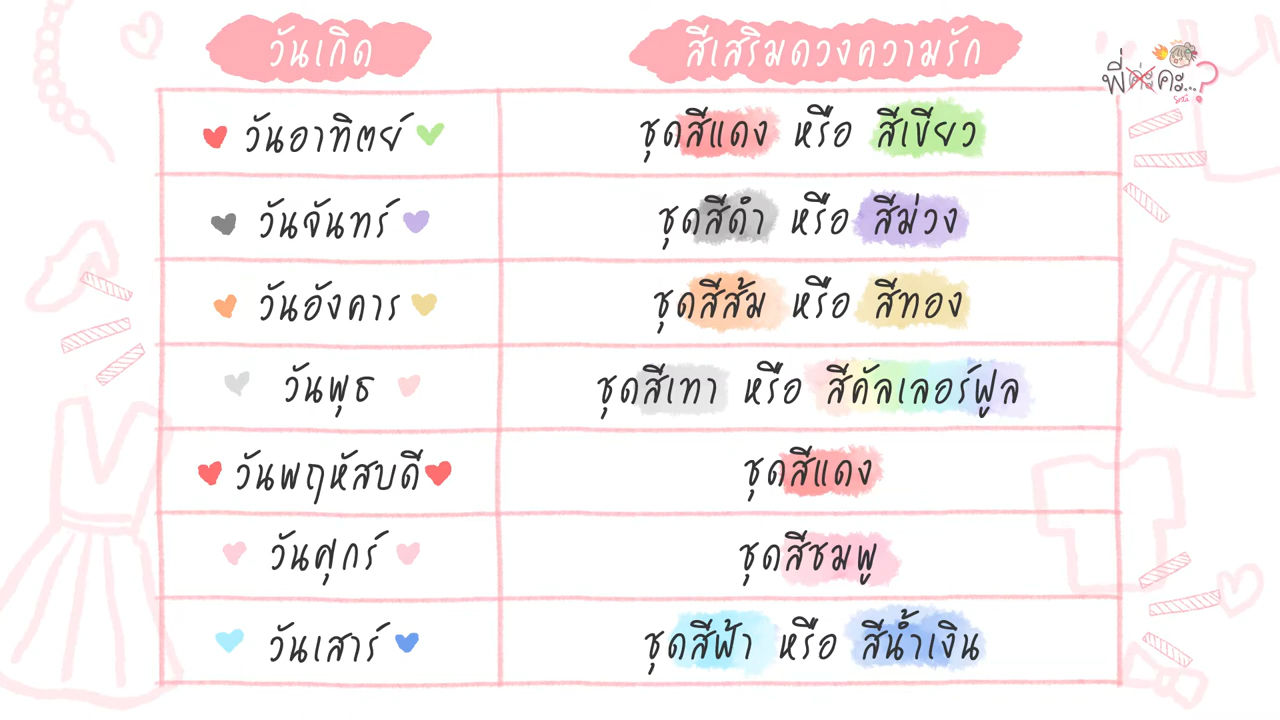 วันเกิด สีเสริมดวงความรัก
พี่ค่ะคะ...?
วันอาทิตย์ ชุดสีแดง หรือ สีเขียว
วันจันทร์ ชุดสีดำ หรือ สีม่วง
วันอังคาร ชุดสีส้ม หรือ สีทอง
วันพุธ ชุดสีเทา หรือ สีคัลเลอร์ฟูล
วันพฤหัสบดี ชุดสีแดง
วันศุกร์ ชุดสีชมพู
วันเสาร์ ชุดสีฟ้า หรือ สีน้ำเงิน